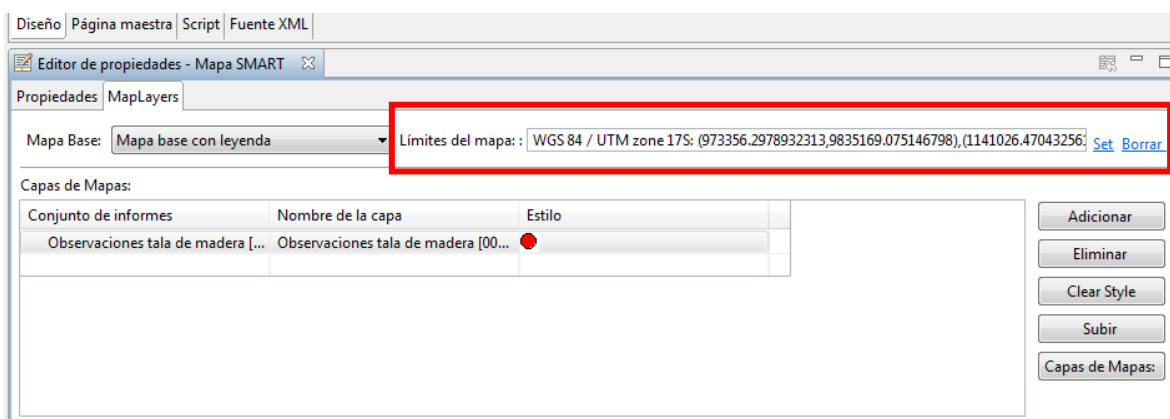 Diseño Página maestra Script Fuente XML
Editor de propiedades - Mapa SMART
Propiedades MapLayers
Mapa Base: Mapa base con leyenda Límites del mapa: : WGS 84 / UTM zone 17S: (973356.2978932313,9835169.075146798),(1141026.47043256 Set Borrar
Capas de Mapas:
Conjunto de informes Nombre de la capa Estilo
Observaciones tala de madera [... Observaciones tala de madera [00...
Adicionar
Eliminar
Clear Style
Subir
Capas de Mapas: